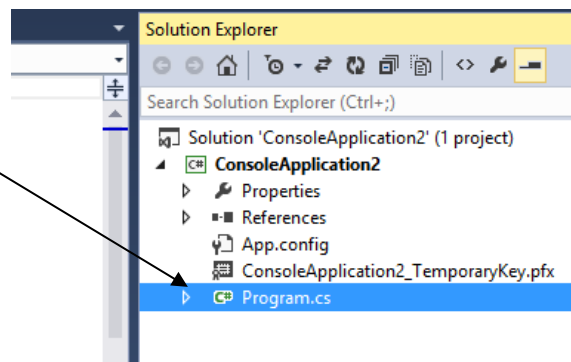 Solution Explorer
Search Solution Explorer (Ctrl+;)
Solution 'ConsoleApplication2' (1 project)
C# ConsoleApplication2
Properties
References
App.config
ConsoleApplication2_TemporaryKey.pfx
C# Program.cs